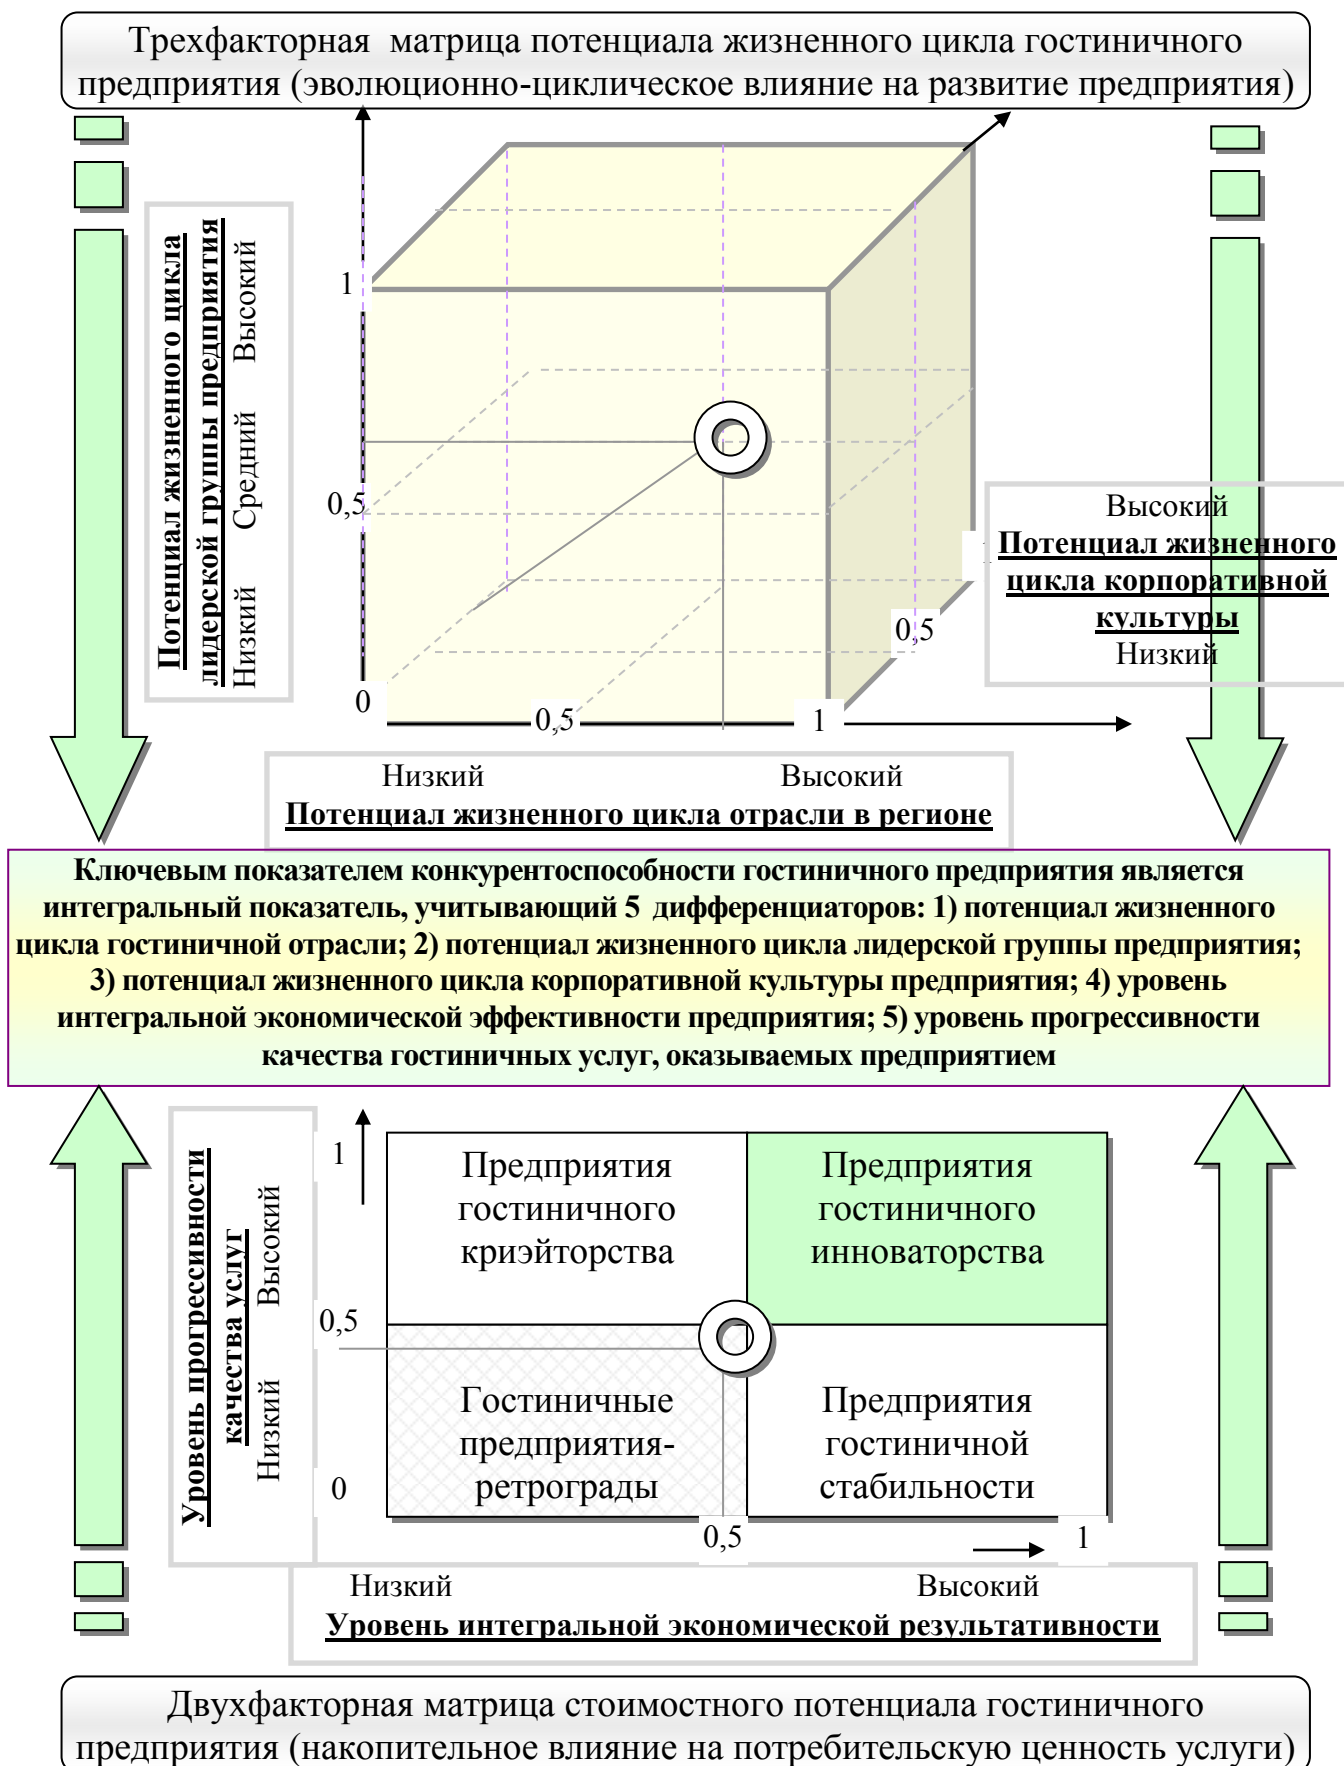 Трехфакторная матрица потенциала жизненного цикла гостиничного
предприятия (эволюционно-циклическое влияние на развитие предприятия)
Потенциал жизненного цикла
лидерской группы предприятия
Низкий Средний Высокий
1
0,5
0
0,5
1
0,5
1
Высокий
Потенциал жизненного
цикла корпоративной
культуры
Низкий
Низкий Высокий
Потенциал жизненного цикла отрасли в регионе
Ключевым показателем конкурентоспособности гостиничного предприятия является
интегральный показатель, учитывающий 5 дифференциаторов: 1) потенциал жизненного
цикла гостиничной отрасли; 2) потенциал жизненного цикла лидерской группы предприятия;
3) потенциал жизненного цикла корпоративной культуры предприятия; 4) уровень
интегральной экономической эффективности предприятия; 5) уровень прогрессивности
качества гостиничных услуг, оказываемых предприятием
Уровень прогрессивности
качества услуг
Низкий Высокий
1
0,5
0
Предприятия
гостиничного
криэйторства
Предприятия
гостиничного
инноваторства
Гостиничные
предприятия-
ретрограды
Предприятия
гостиничной
стабильности
0,5
1
Низкий Высокий
Уровень интегральной экономической результативности
Двухфакторная матрица стоимостного потенциала гостиничного
предприятия (накопительное влияние на потребительскую ценность услуги)